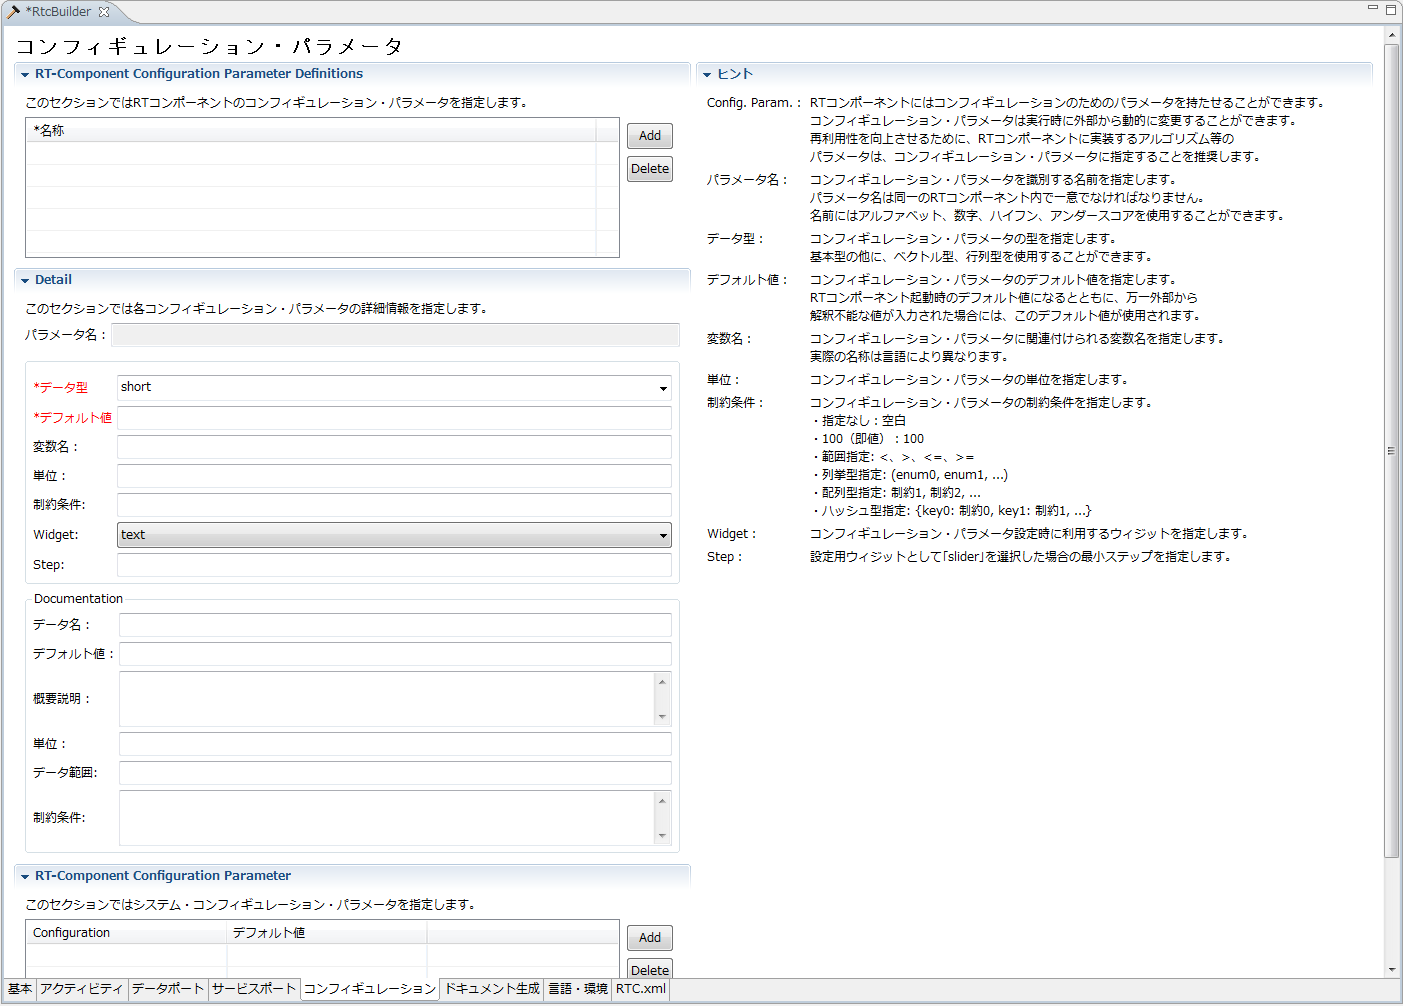 *RtcBuilder
コンフィギュレーション・パラメータ
RT-Component Configuration Parameter Definitions
このセクションではRTコンポーネントのコンフィギュレーション・パラメータを指定します。
*名称
Add
Delete
Detail
このセクションでは各コンフィギュレーション・パラメータの詳細情報を指定します。
パラメータ名：
*データ型
short
*デフォルト値
変数名：
単位：
制約条件:
Widget:
text
Step:
Documentation
データ名：
デフォルト値：
概要説明：
単位：
データ範囲:
制約条件:
RT-Component Configuration Parameter
このセクションではシステム・コンフィギュレーション・パラメータを指定します。
Configuration デフォルト値
Add
Delete
ヒント
Config. Param.： RTコンポーネントにはコンフィギュレーションのためのパラメータを持たせることができます。
コンフィギュレーション・パラメータは実行時に外部から動的に変更することができます。
再利用性を向上させるために、RTコンポーネントに実装するアルゴリズム等の
パラメータは、コンフィギュレーション・パラメータに指定することを推奨します。
パラメータ名： コンフィギュレーション・パラメータを識別する名前を指定します。
パラメータ名は同一のRTコンポーネント内で一意でなければなりません。
名前にはアルファベット、数字、ハイフン、アンダースコアを使用することができます。
データ型： コンフィギュレーション・パラメータの型を指定します。
基本型の他に、ベクトル型、行列型を使用することができます。
デフォルト値： コンフィギュレーション・パラメータのデフォルト値を指定します。
RTコンポーネント起動時のデフォルト値になるとともに、万一外部から
解釈不能な値が入力された場合には、このデフォルト値が使用されます。
変数名： コンフィギュレーション・パラメータに関連付けられる変数名を指定します。
実際の名称は言語により異なります。
単位： コンフィギュレーション・パラメータの単位を指定します。
制約条件： コンフィギュレーション・パラメータの制約条件を指定します。
・指定なし：空白
・100（即値）：100
・範囲指定: <、>、<=、>=
・列挙型指定: (enum0, enum1, ...)
・配列型指定: 制約1, 制約2, ...
・ハッシュ型指定: {key0: 制約0, key1: 制約1, ...}
Widget： コンフィギュレーション・パラメータ設定時に利用するウィジットを指定します。
Step： 設定用ウィジットとして「slider」を選択した場合の最小ステップを指定します。
基本 アクティビティ データポート サービスポート コンフィギュレーション ドキュメント生成 言語・環境 RTC.xml